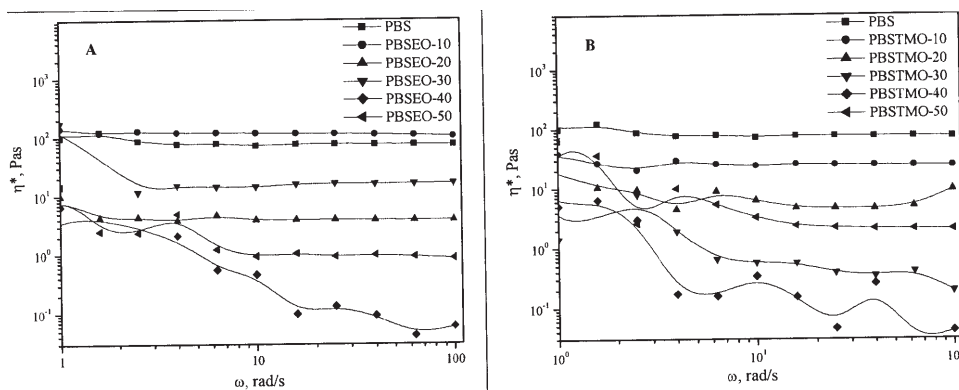 A
PBS
PBSEO-10
PBSEO-20
PBSEO-30
PBSEO-40
PBSEO-50
10³
10²
10¹
10⁰
10⁻¹
η*, Pas
1 10 100
ω, rad/s
B
PBS
PBSTMO-10
PBSTMO-20
PBSTMO-30
PBSTMO-40
PBSTMO-50
10³
10²
10¹
10⁰
10⁻¹
η*, Pas
10⁰ 10¹
ω, rad/s